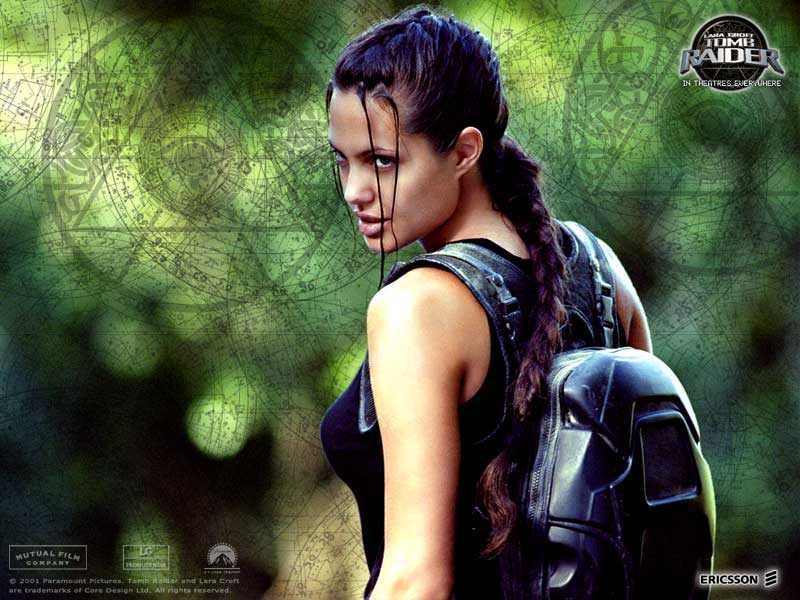 LARA CROFT
TOMB
RAIDER
IN THEATRES EVERYWHERE
MUTUAL FILM
COMPANY
LG
© 2001 Paramount Pictures. Tomb Raider and Lara Croft
are trademarks of Core Design Ltd. All rights reserved.
ERICSSON